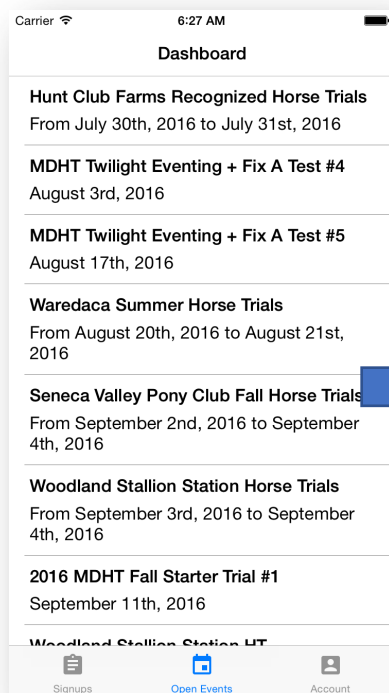 Carrier 6:27 AM
Dashboard
Hunt Club Farms Recognized Horse Trials
From July 30th, 2016 to July 31st, 2016
MDHT Twilight Eventing + Fix A Test #4
August 3rd, 2016
MDHT Twilight Eventing + Fix A Test #5
August 17th, 2016
Waredaca Summer Horse Trials
From August 20th, 2016 to August 21st,
2016
Seneca Valley Pony Club Fall Horse Trials
From September 2nd, 2016 to September
4th, 2016
Woodland Stallion Station Horse Trials
From September 3rd, 2016 to September
4th, 2016
2016 MDHT Fall Starter Trial #1
September 11th, 2016
Woodland Stallion Station HT
Signups Open Events Account